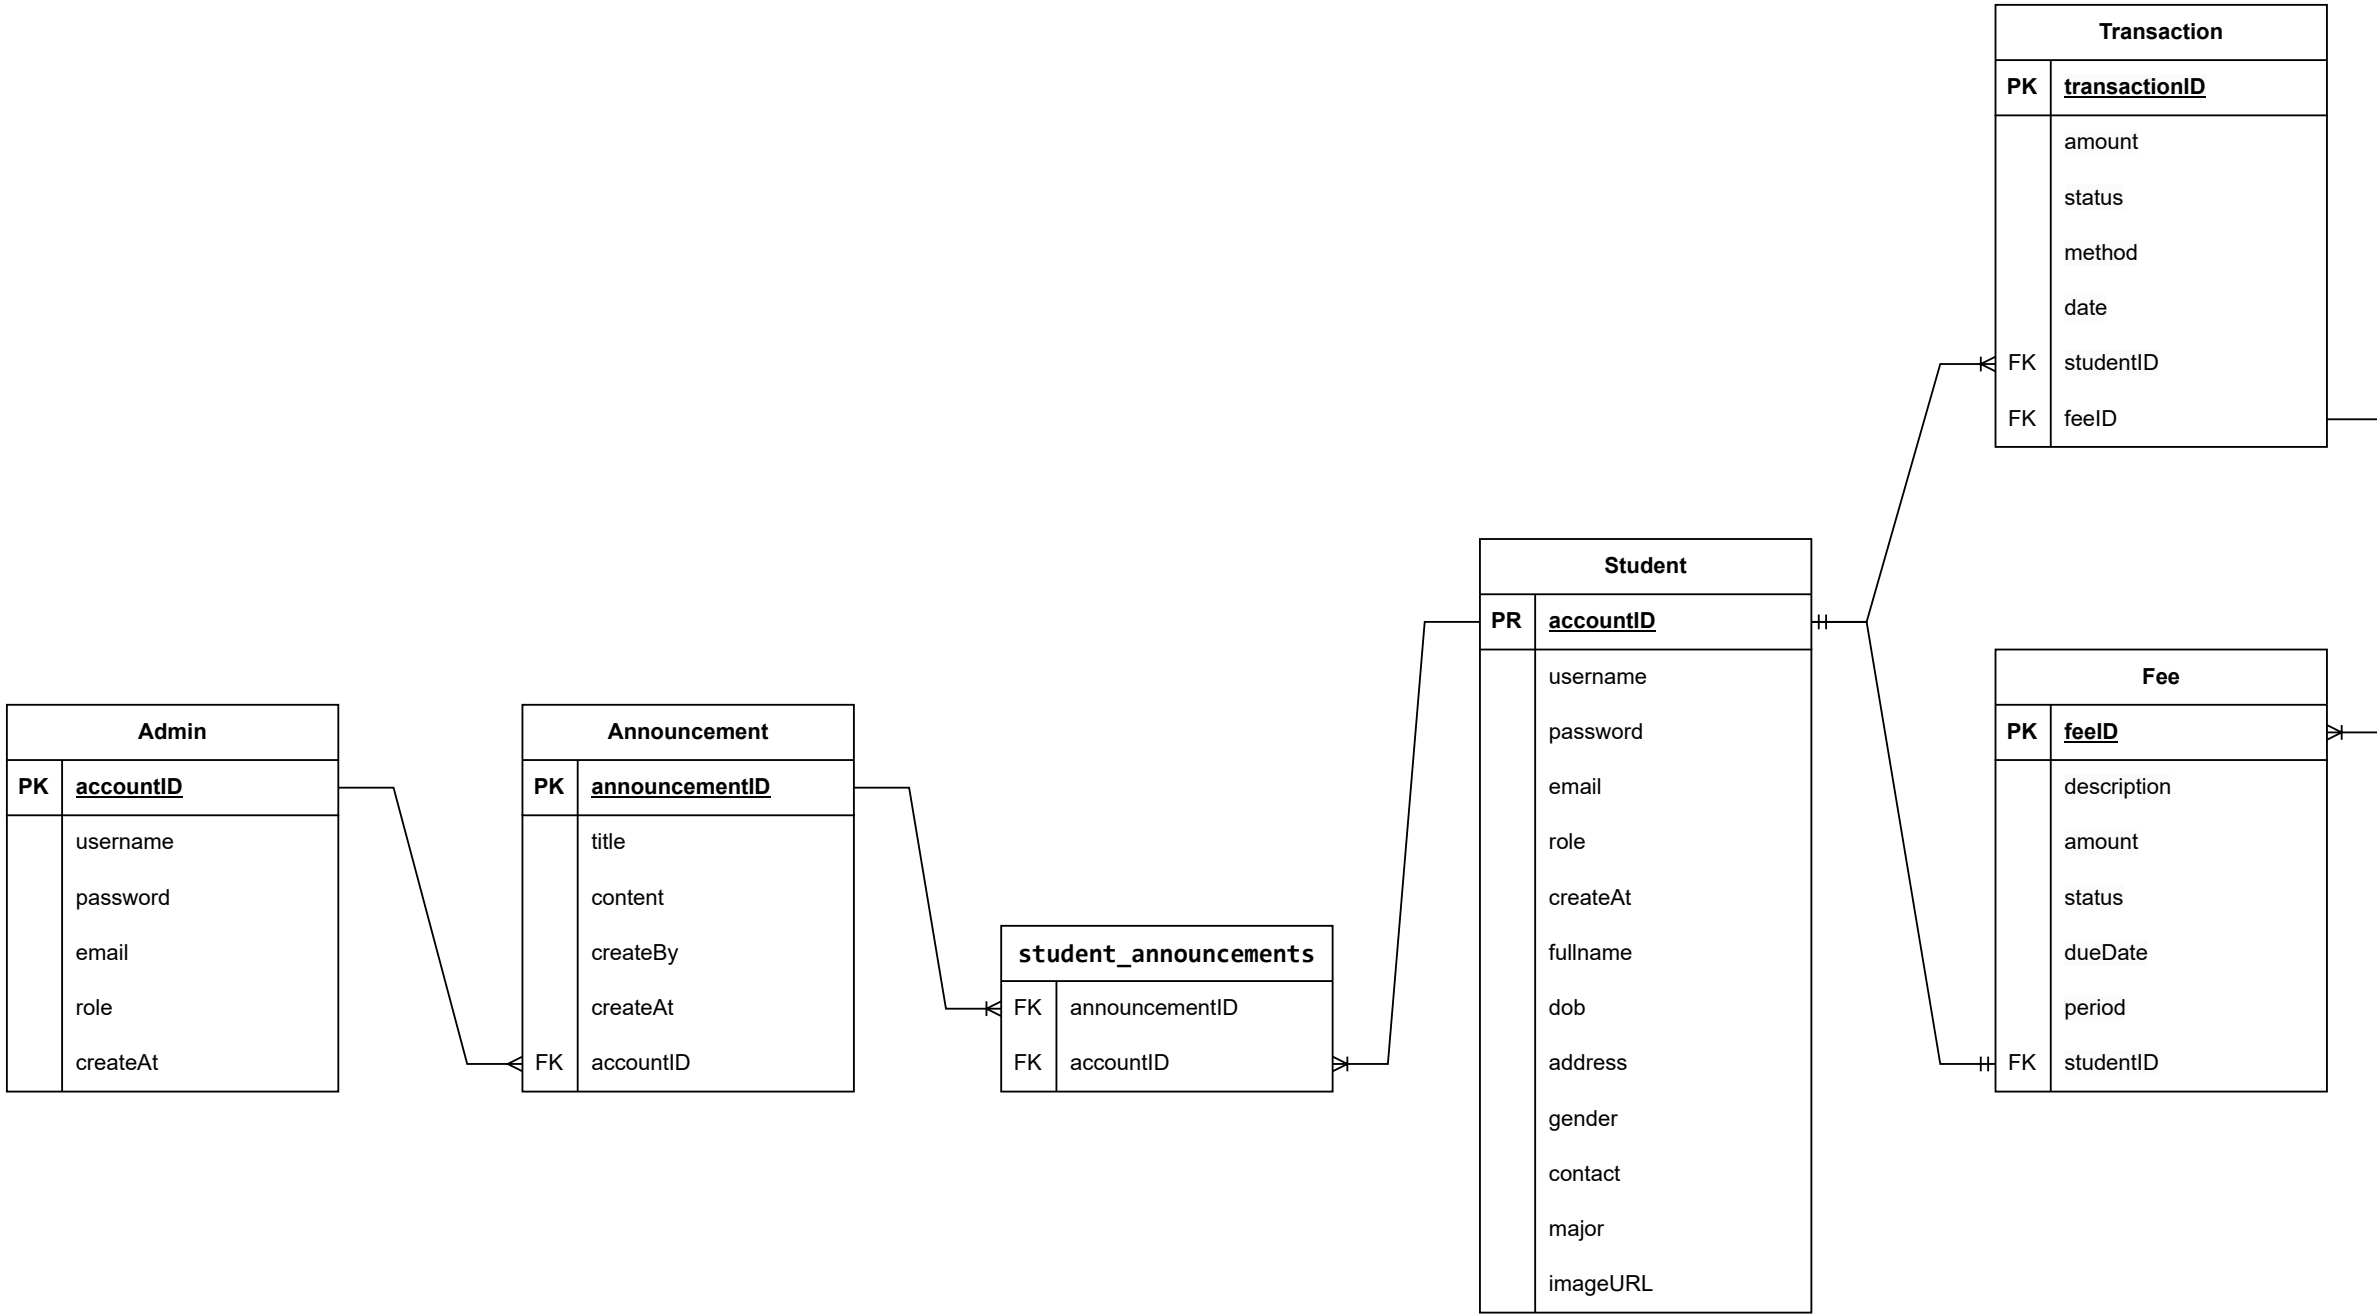 Transaction
PK transactionID
amount
status
method
date
FK studentID
FK feeID
Student
PR accountID
username
password
email
role
createAt
fullname
dob
address
gender
contact
major
imageURL
Fee
PK feeID
description
amount
status
dueDate
period
FK studentID
Admin
PK accountID
username
password
email
role
createAt
Announcement
PK announcementID
title
content
createBy
createAt
FK accountID
student_announcements
FK announcementID
FK accountID